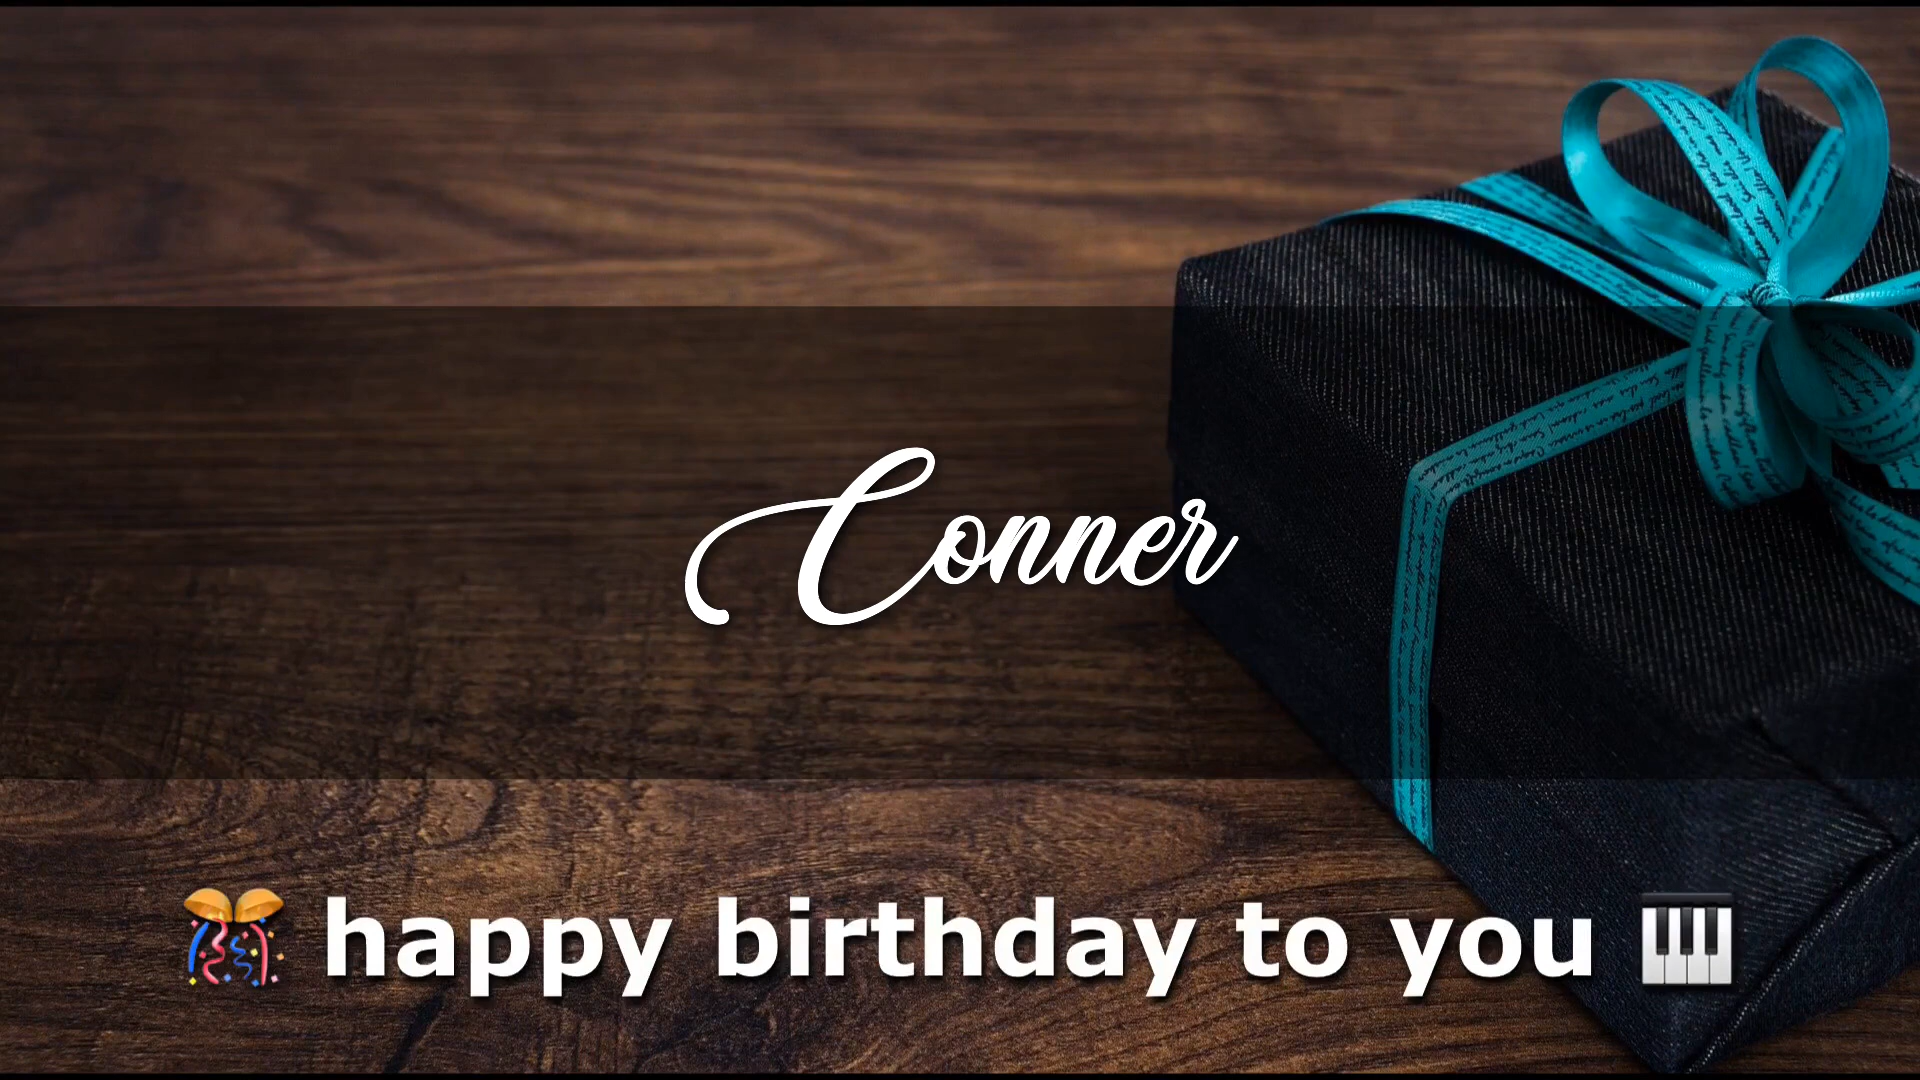 Conner
🎊 happy birthday to you 🎹